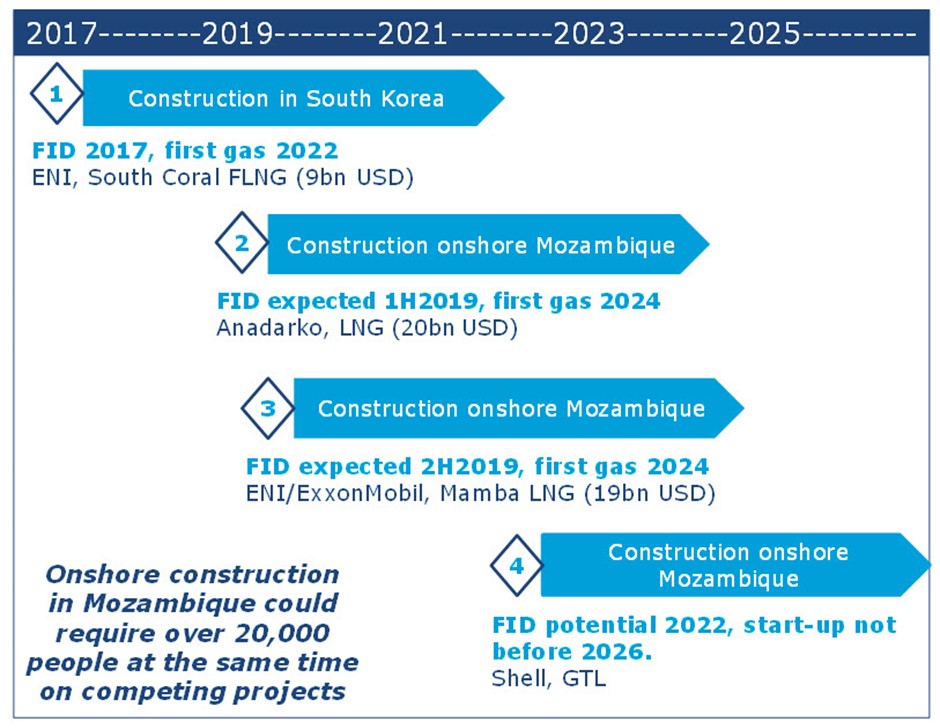 2017--------2019--------2021--------2023--------2025---------
1
Construction in South Korea
FID 2017, first gas 2022
ENI, South Coral FLNG (9bn USD)
2
Construction onshore Mozambique
FID expected 1H2019, first gas 2024
Anadarko, LNG (20bn USD)
3
Construction onshore Mozambique
FID expected 2H2019, first gas 2024
ENI/ExxonMobil, Mamba LNG (19bn USD)
4
Construction onshore
Mozambique
FID potential 2022, start-up not
before 2026.
Shell, GTL
Onshore construction
in Mozambique could
require over 20,000
people at the same time
on competing projects